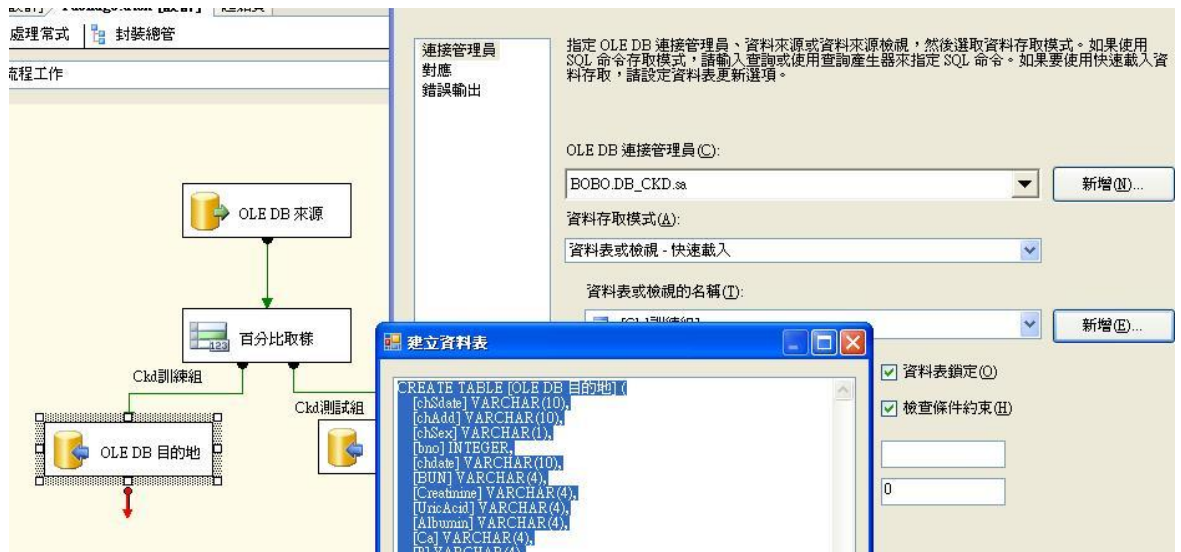 處理常式 封裝總管
流程工作
OLE DB 來源
百分比取樣
Ckd訓練組
Ckd測試組
OLE DB 目的地
連接管理員
對應
錯誤輸出
指定 OLE DB 連接管理員、資料來源或資料來源檢視，然後選取資料存取模式。如果使用
SQL 命令存取模式，請輸入查詢或使用查詢產生器來指定 SQL 命令。如果要使用快速載入資
料存取，請設定資料表更新選項。
OLE DB 連接管理員(C):
BOBO.DB_CKD.sa
新增(N)...
資料存取模式(A):
資料表或檢視 - 快速載入
資料表或檢視的名稱(T):
新增(E)...
建立資料表
CREATE TABLE [OLE DB 目的地] (
[chSdate] VARCHAR(10),
[chAdd] VARCHAR(10),
[chSex] VARCHAR(1),
[bno] INTEGER,
[chdate] VARCHAR(10),
[BUN] VARCHAR(4),
[Creatinine] VARCHAR(4),
[UricAcid] VARCHAR(4),
[Albumin] VARCHAR(4),
[Ca] VARCHAR(4),
資料表鎖定(O)
檢查條件約束(H)
0